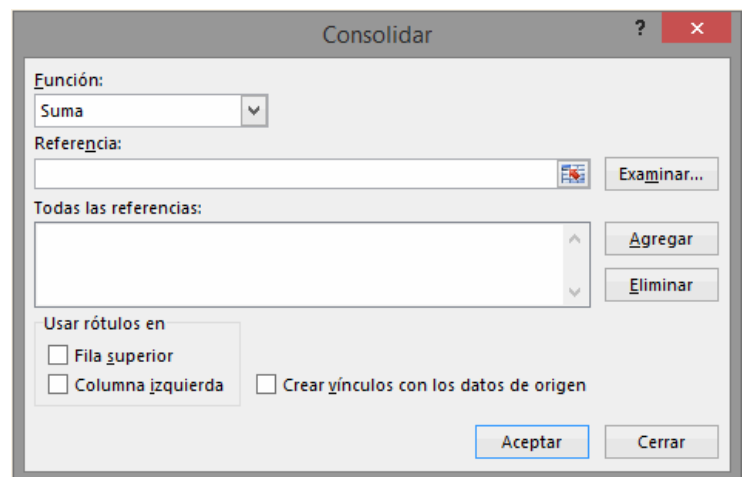 Consolidar ?
Función:
Suma
Referencia:
Examinar...
Todas las referencias:
Agregar
Eliminar
Usar rótulos en
Fila superior
Columna izquierda
Crear vínculos con los datos de origen
Aceptar Cerrar